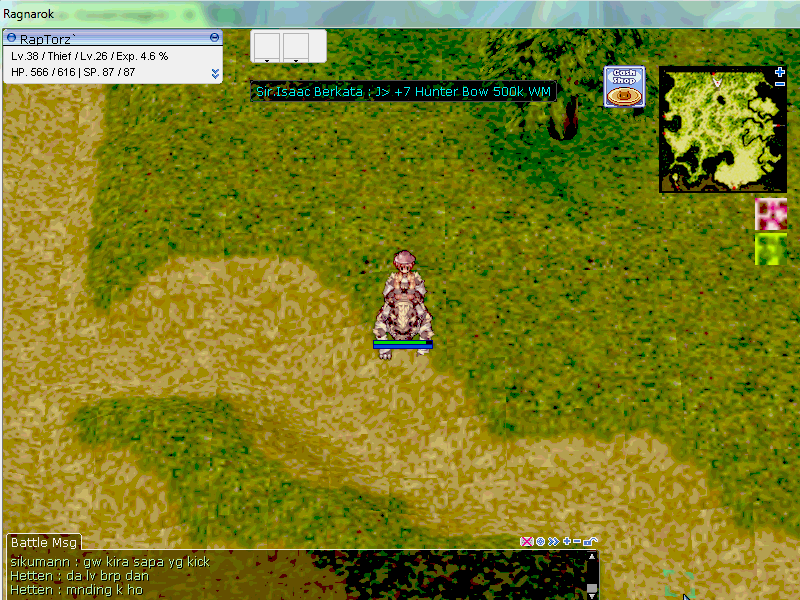 Ragnarok
RapTorz`
Lv.38 / Thief / Lv.26 / Exp. 4.6 %
HP. 566 / 616 | SP. 87 / 87
Sir.Isaac Berkata : J> +7 Hunter Bow 500k WM
Cash
Shop
Battle Msg
sikumann : gw kira sapa yg kick
Hetten : da lv brp dan
Hetten : mnding k ho